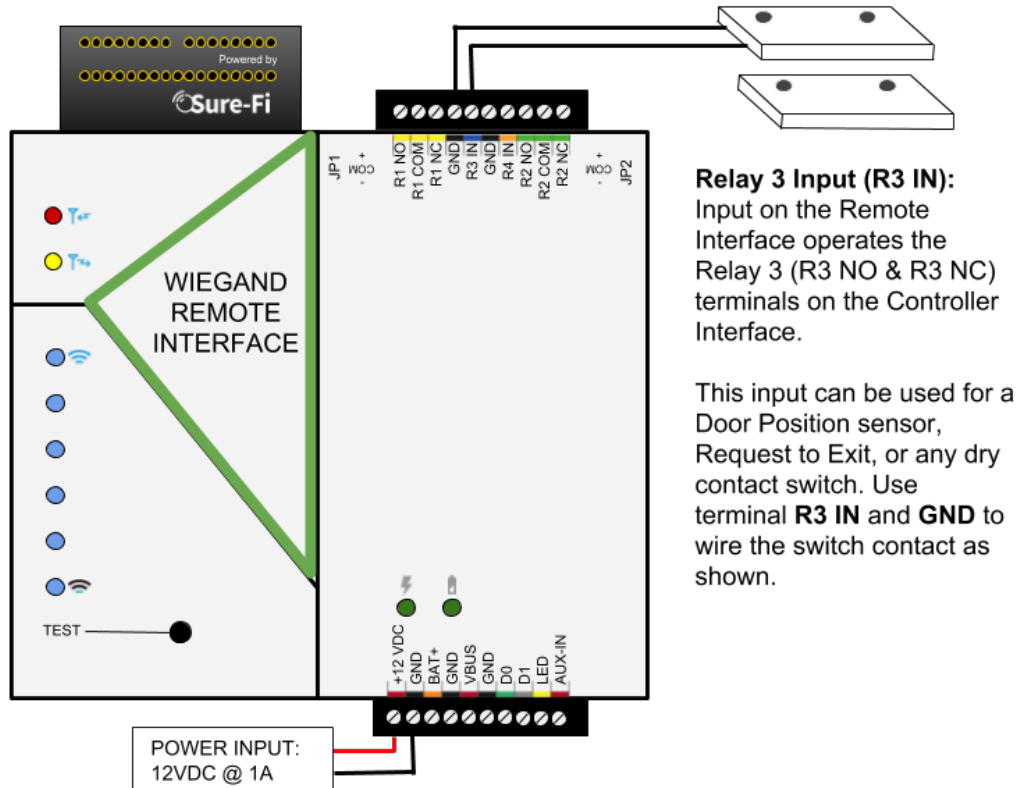 Powered by
Sure-Fi
JP1
+ COM -
R1 NO
R1 COM
R1 NC
GND
R3 IN
GND
R4 IN
R2 NO
R2 COM
R2 NC
+ COM -
JP2
WIEGAND
REMOTE
INTERFACE
TEST
+12 VDC
GND
BAT+
GND
VBUS
GND
D0
D1
LED
AUX-IN
POWER INPUT:
12VDC @ 1A
Relay 3 Input (R3 IN):
Input on the Remote
Interface operates the
Relay 3 (R3 NO & R3 NC)
terminals on the Controller
Interface.
This input can be used for a
Door Position sensor,
Request to Exit, or any dry
contact switch. Use
terminal R3 IN and GND to
wire the switch contact as
shown.